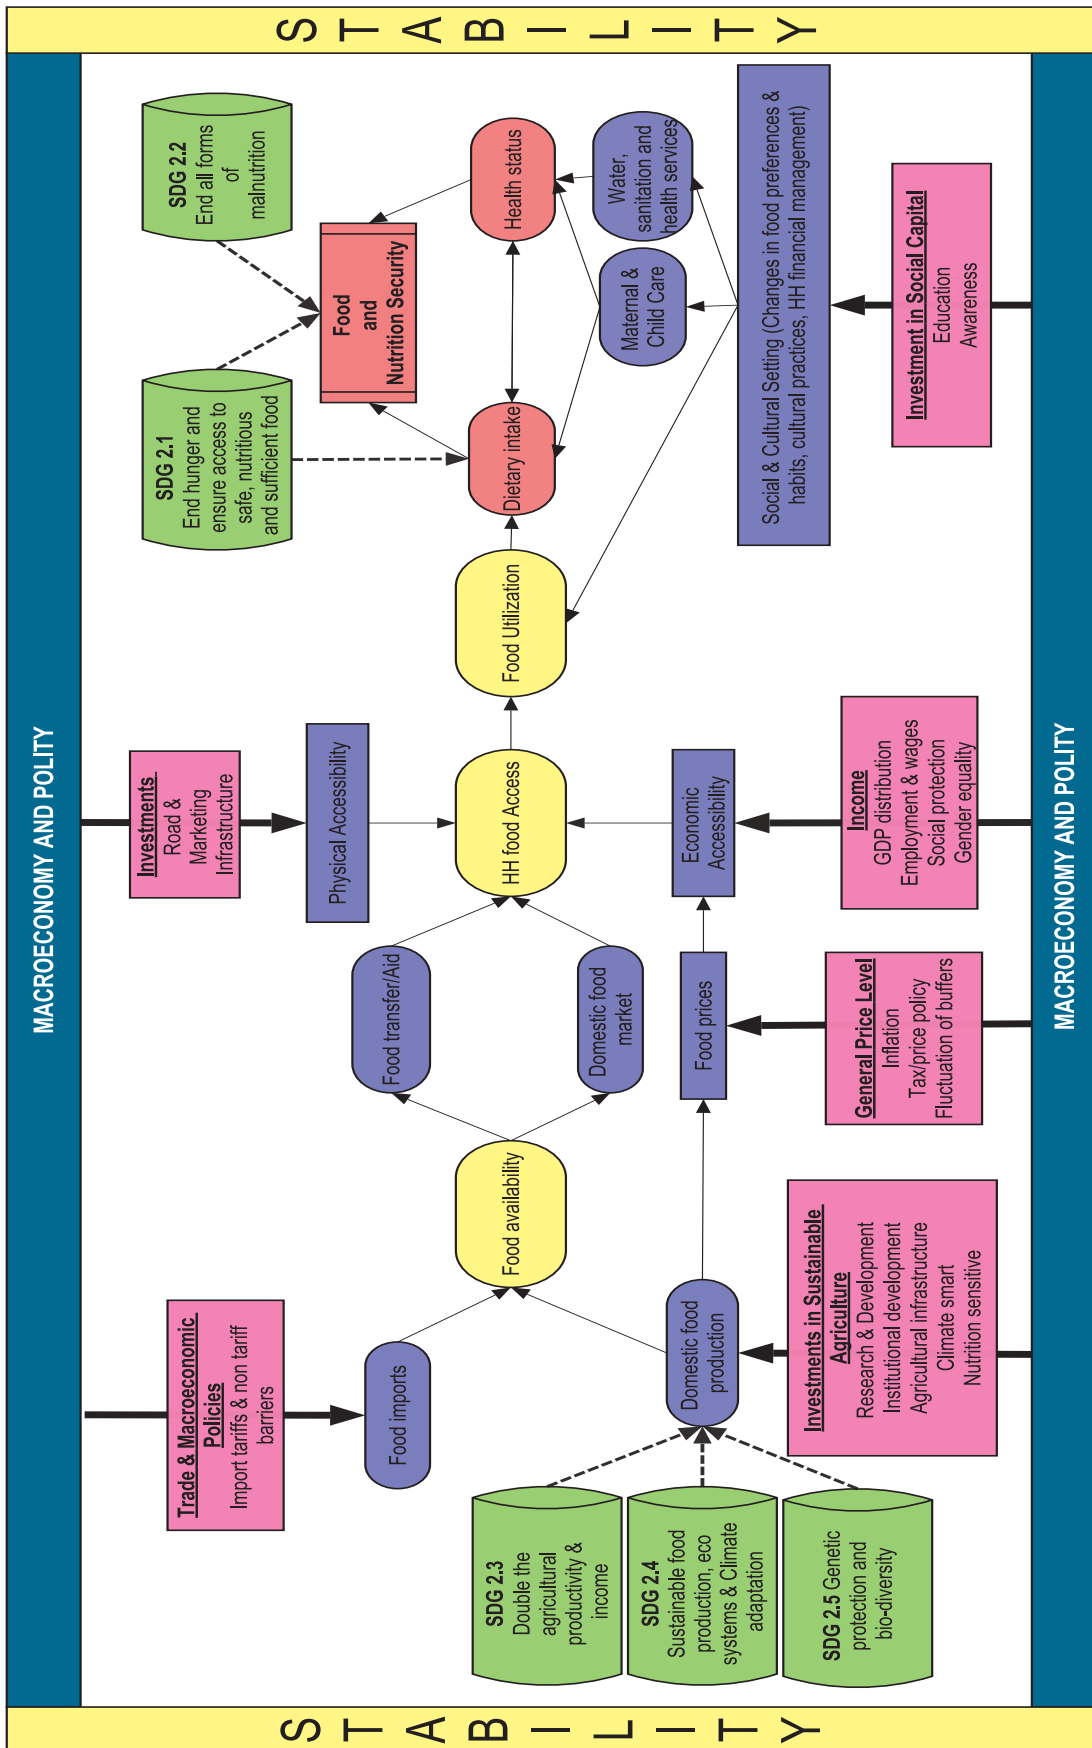 MACROECONOMY AND POLITY
S T A B I L I T Y
SDG 2.3
Double the
agricultural
productivity &
income
SDG 2.4
Sustainable food
production, eco
systems & Climate
adaptation
SDG 2.5 Genetic
protection and
bio-diversity
Trade & Macroeconomic
Policies
Import tariffs & non tariff
barriers
Food imports
Domestic food
production
Investments in Sustainable
Agriculture
Research & Development
Institutional development
Agricultural infrastructure
Climate smart
Nutrition sensitive
Food availability
Food transfer/Aid
Domestic food
market
Food prices
General Price Level
Inflation
Tax/price policy
Fluctuation of buffers
Investments
Road &
Marketing
Infrastructure
Physical Accessibility
HH food Access
Economic
Accessibility
Income
GDP distribution
Employment & wages
Social protection
Gender equality
Food Utilization
SDG 2.1
End hunger and
ensure access to
safe, nutritious
and sufficient food
SDG 2.2
End all forms
of
malnutrition
Food
and
Nutrition Security
Dietary intake
Health status
Maternal &
Child Care
Water,
sanitation and
health services
Social & Cultural Setting (Changes in food preferences &
habits, cultural practices, HH financial management)
Investment in Social Capital
Education
Awareness
S T A B I L I T Y
MACROECONOMY AND POLITY